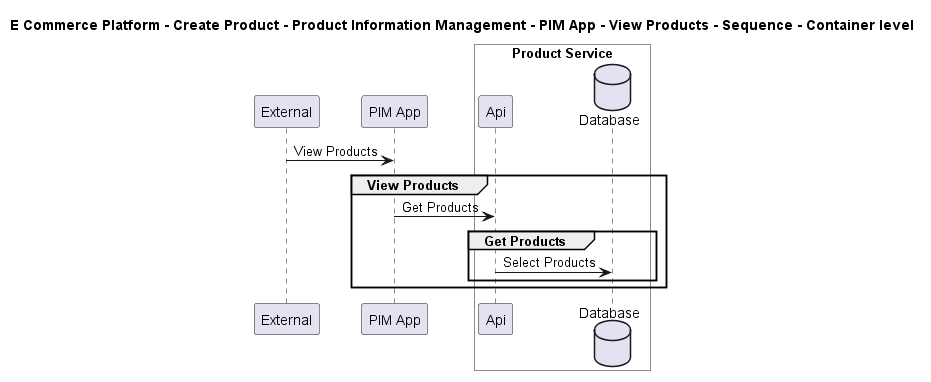 E Commerce Platform - Create Product - Product Information Management - PIM App - View Products - Sequence - Container level
Product Service
External
PIM App
Api
Database
View Products
View Products
Get Products
Get Products
Select Products
External
PIM App
Api
Database